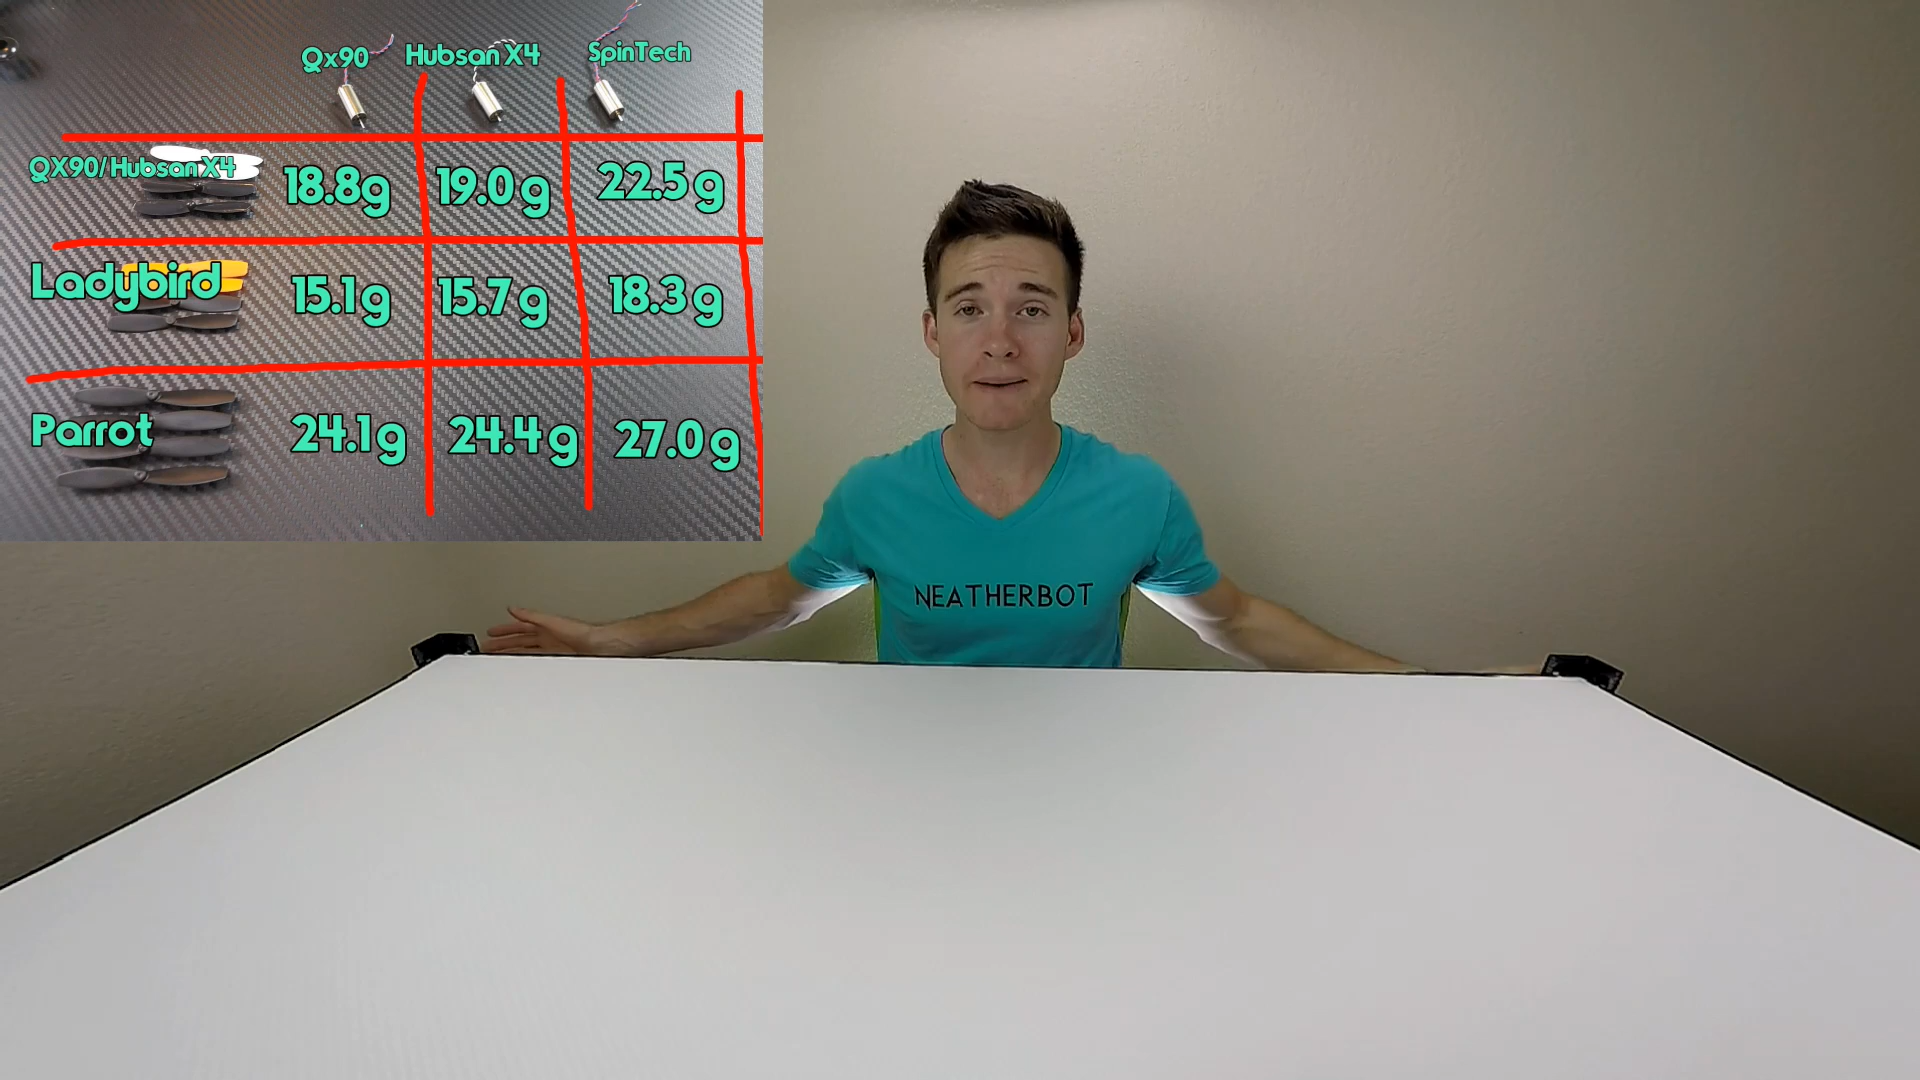 Qx90 Hubsan X4 SpinTech
QX90/Hubsan X4 18.8g 19.0g 22.5g
Ladybird 15.1g 15.7g 18.3g
Parrot 24.1g 24.4g 27.0g
NEATHERBOT